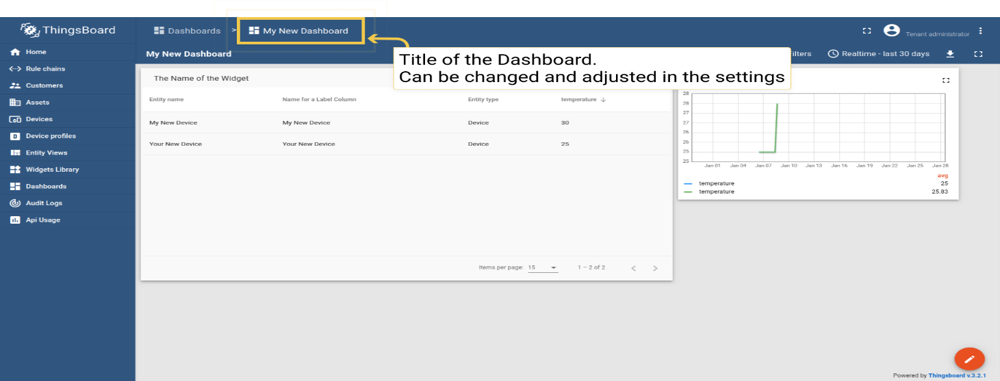 ThingsBoard
Dashboards > My New Dashboard
Tenant administrator
Home
My New Dashboard
Realtime - last 30 days
Title of the Dashboard.
Can be changed and adjusted in the settings
Rule chains
Customers
Assets
Devices
Device profiles
Entity Views
Widgets Library
Dashboards
Audit Logs
Api Usage
The Name of the Widget
Entity name Name for a Label Column Entity type temperature
My New Device My New Device Device 30
Your New Device Your New Device Device 25
Items per page: 15 1 – 2 of 2
28
28
27
27
26
26
25
25
Jan 01 Jan 04 Jan 07 Jan 10 Jan 13 Jan 16 Jan 19 Jan 22 Jan 25 Jan 28
avg
temperature 25
temperature 25.83
Powered by Thingsboard v.3.2.1